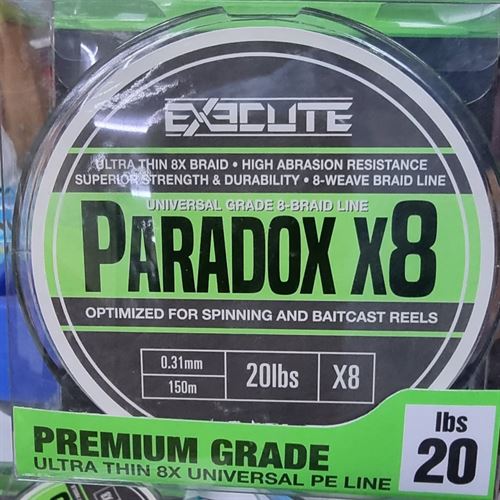 EXECUTE
ULTRA THIN 8X BRAID • HIGH ABRASION RESISTANCE
SUPERIOR STRENGTH & DURABILITY • 8-WEAVE BRAID LINE
UNIVERSAL GRADE 8-BRAID LINE
PARADOX X8
OPTIMIZED FOR SPINNING AND BAITCAST REELS
0.31mm
150m
20lbs
X8
PREMIUM GRADE
ULTRA THIN 8X UNIVERSAL PE LINE
lbs
20